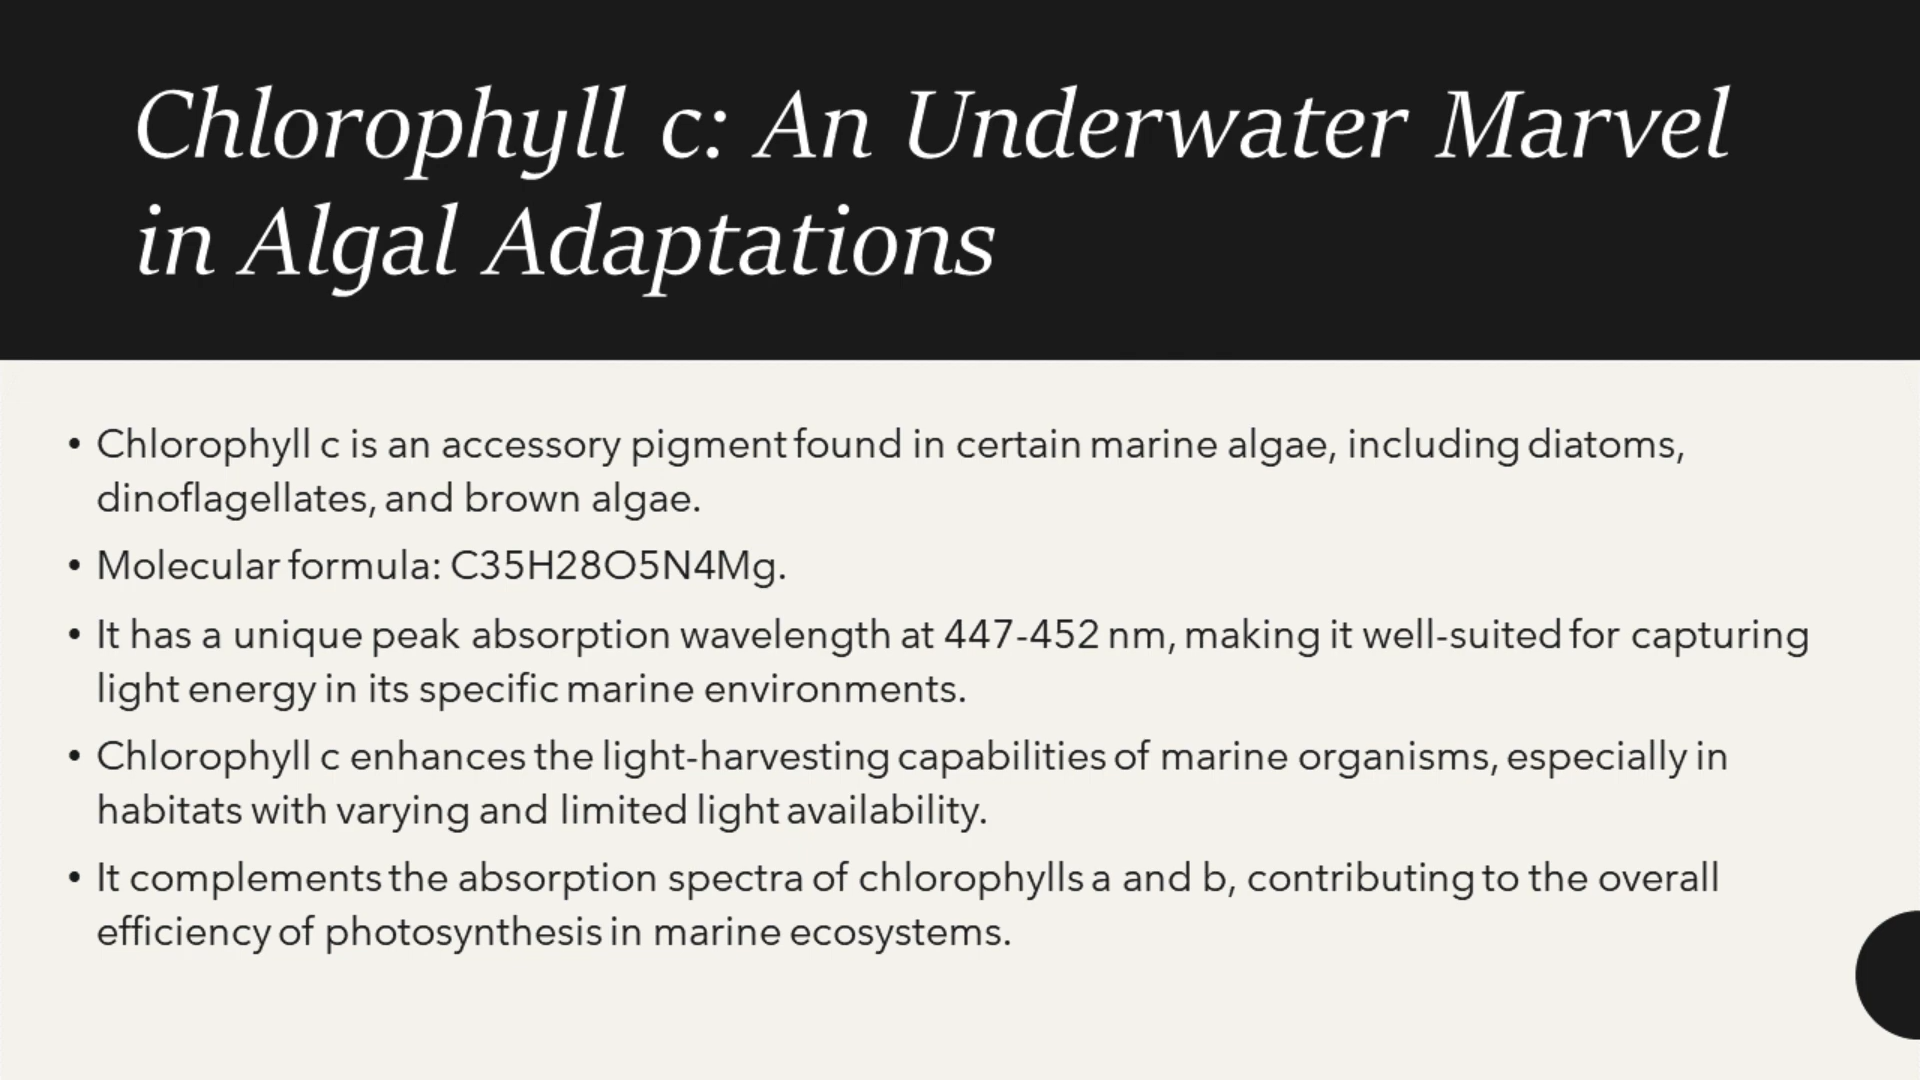 Chlorophyll c: An Underwater Marvel
in Algal Adaptations
• Chlorophyll c is an accessory pigment found in certain marine algae, including diatoms,
dinoflagellates, and brown algae.
• Molecular formula: C35H28O5N4Mg.
• It has a unique peak absorption wavelength at 447-452 nm, making it well-suited for capturing
light energy in its specific marine environments.
• Chlorophyll c enhances the light-harvesting capabilities of marine organisms, especially in
habitats with varying and limited light availability.
• It complements the absorption spectra of chlorophylls a and b, contributing to the overall
efficiency of photosynthesis in marine ecosystems.